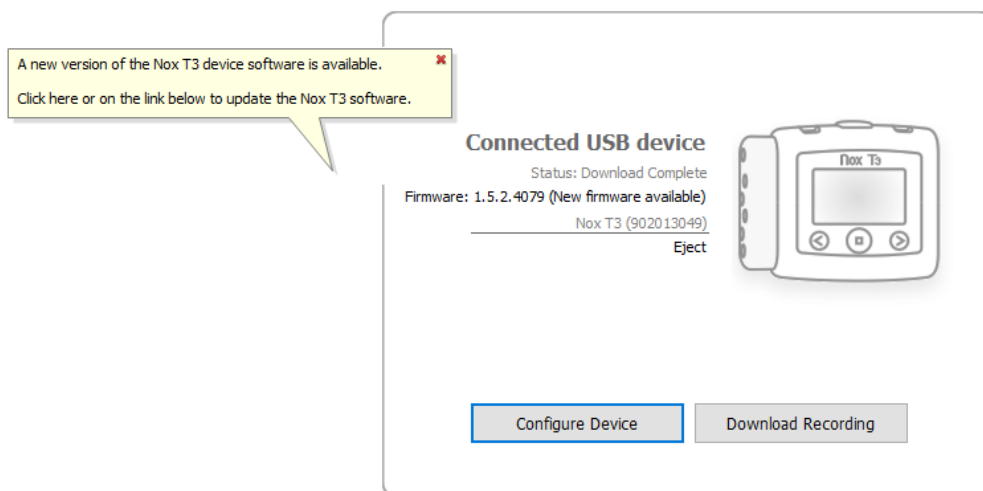 A new version of the Nox T3 device software is available.
Click here or on the link below to update the Nox T3 software.
Connected USB device
Status: Download Complete
Firmware: 1.5.2.4079 (New firmware available)
Nox T3 (902013049)
Eject
nox T3
Configure Device
Download Recording